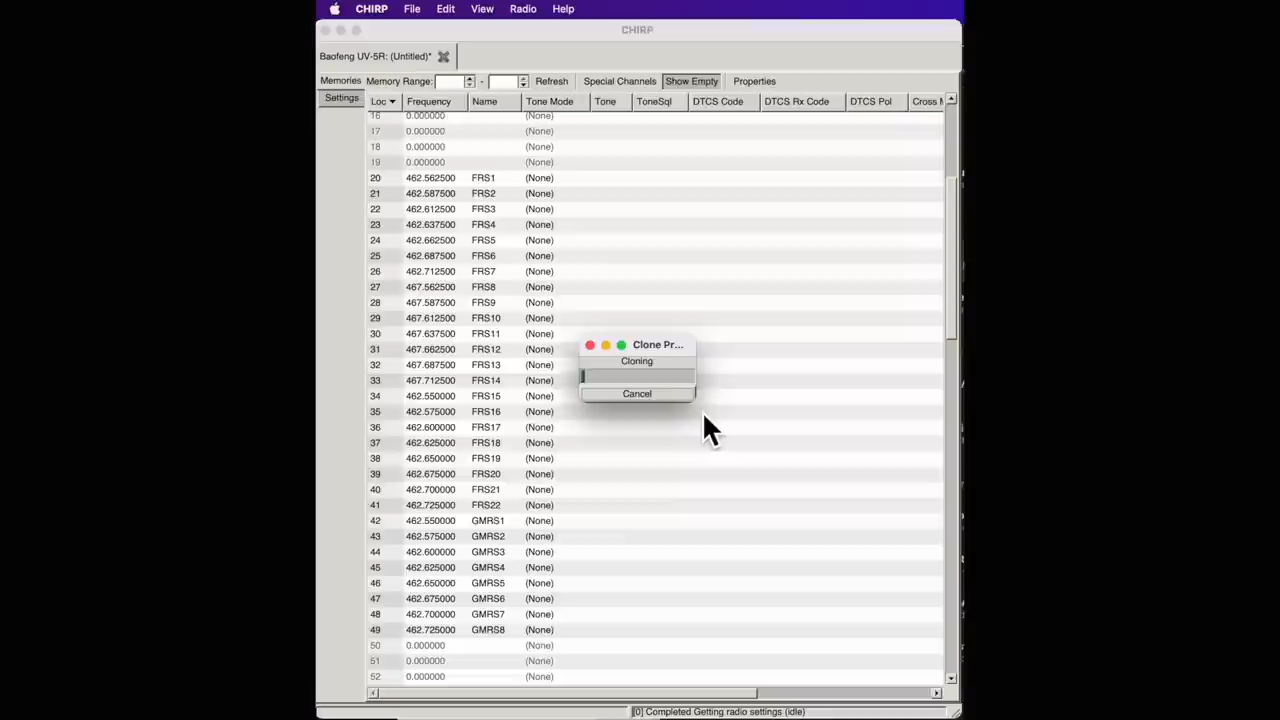 CHIRP File Edit View Radio Help
CHIRP
Baofeng UV-5R: (Untitled)*
Memories Memory Range: - Refresh Special Channels Show Empty Properties
Settings
Loc Frequency Name Tone Mode Tone ToneSql DTCS Code DTCS Rx Code DTCS Pol Cross M
16 0.000000 (None)
17 0.000000 (None)
18 0.000000 (None)
19 0.000000 (None)
20 462.562500 FRS1 (None)
21 462.587500 FRS2 (None)
22 462.612500 FRS3 (None)
23 462.637500 FRS4 (None)
24 462.662500 FRS5 (None)
25 462.687500 FRS6 (None)
26 462.712500 FRS7 (None)
27 467.562500 FRS8 (None)
28 467.587500 FRS9 (None)
29 467.612500 FRS10 (None)
30 467.637500 FRS11 (None)
31 467.662500 FRS12 (None)
32 467.687500 FRS13 (None)
33 467.712500 FRS14 (None)
34 462.550000 FRS15 (None)
35 462.575000 FRS16 (None)
36 462.600000 FRS17 (None)
37 462.625000 FRS18 (None)
38 462.650000 FRS19 (None)
39 462.675000 FRS20 (None)
40 462.700000 FRS21 (None)
41 462.725000 FRS22 (None)
42 462.550000 GMRS1 (None)
43 462.575000 GMRS2 (None)
44 462.600000 GMRS3 (None)
45 462.625000 GMRS4 (None)
46 462.650000 GMRS5 (None)
47 462.675000 GMRS6 (None)
48 462.700000 GMRS7 (None)
49 462.725000 GMRS8 (None)
50 0.000000 (None)
51 0.000000 (None)
52 0.000000 (None)
Clone Pr...
Cloning
Cancel
[0] Completed Getting radio settings (idle)